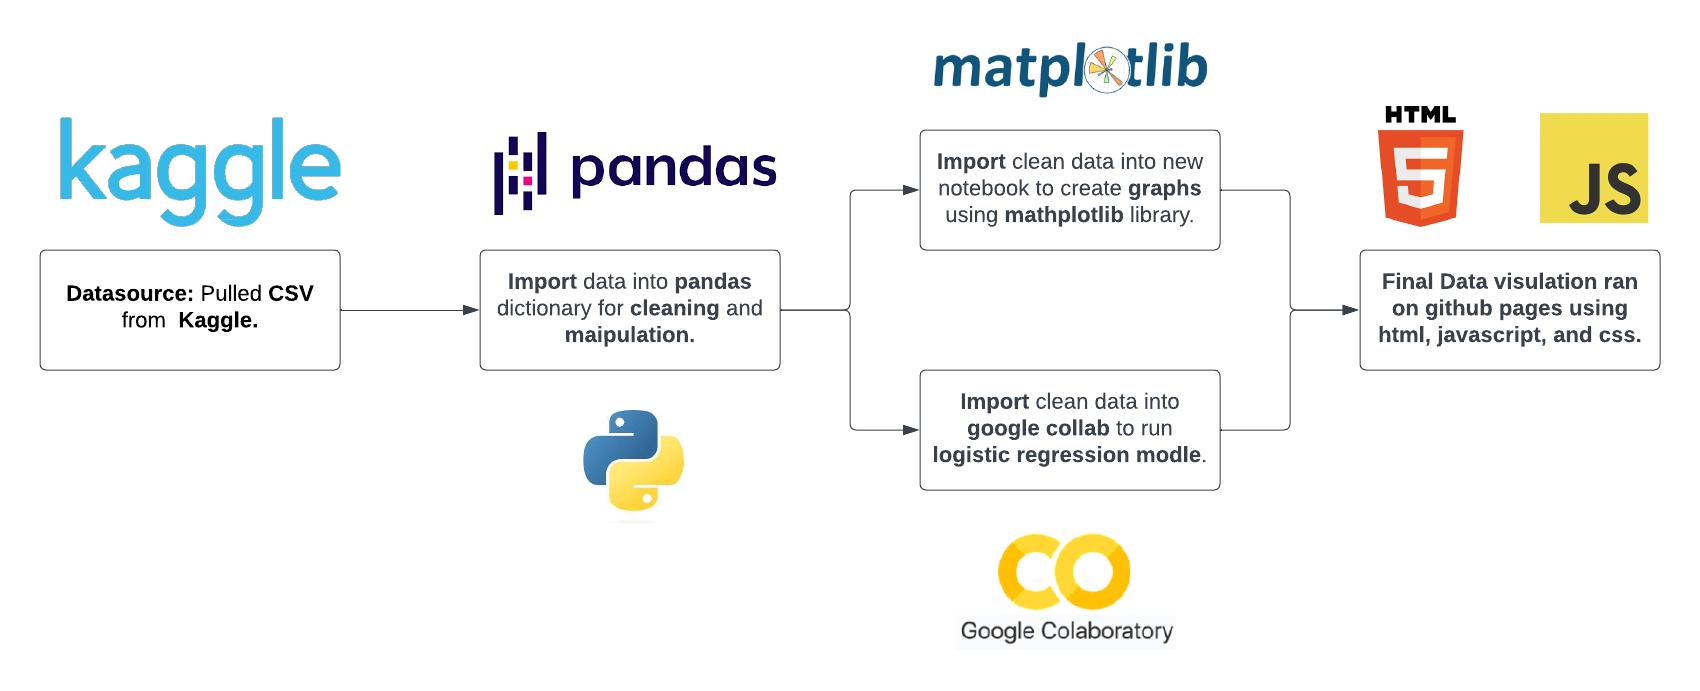 kaggle
Datasource: Pulled CSV
from Kaggle.
pandas
Import data into pandas
dictionary for cleaning and
maipulation.
matplotlib
Import clean data into new
notebook to create graphs
using mathplotlib library.
Import clean data into
google collab to run
logistic regression modle.
Google Colaboratory
HTML
5
JS
Final Data visulation ran
on github pages using
html, javascript, and css.